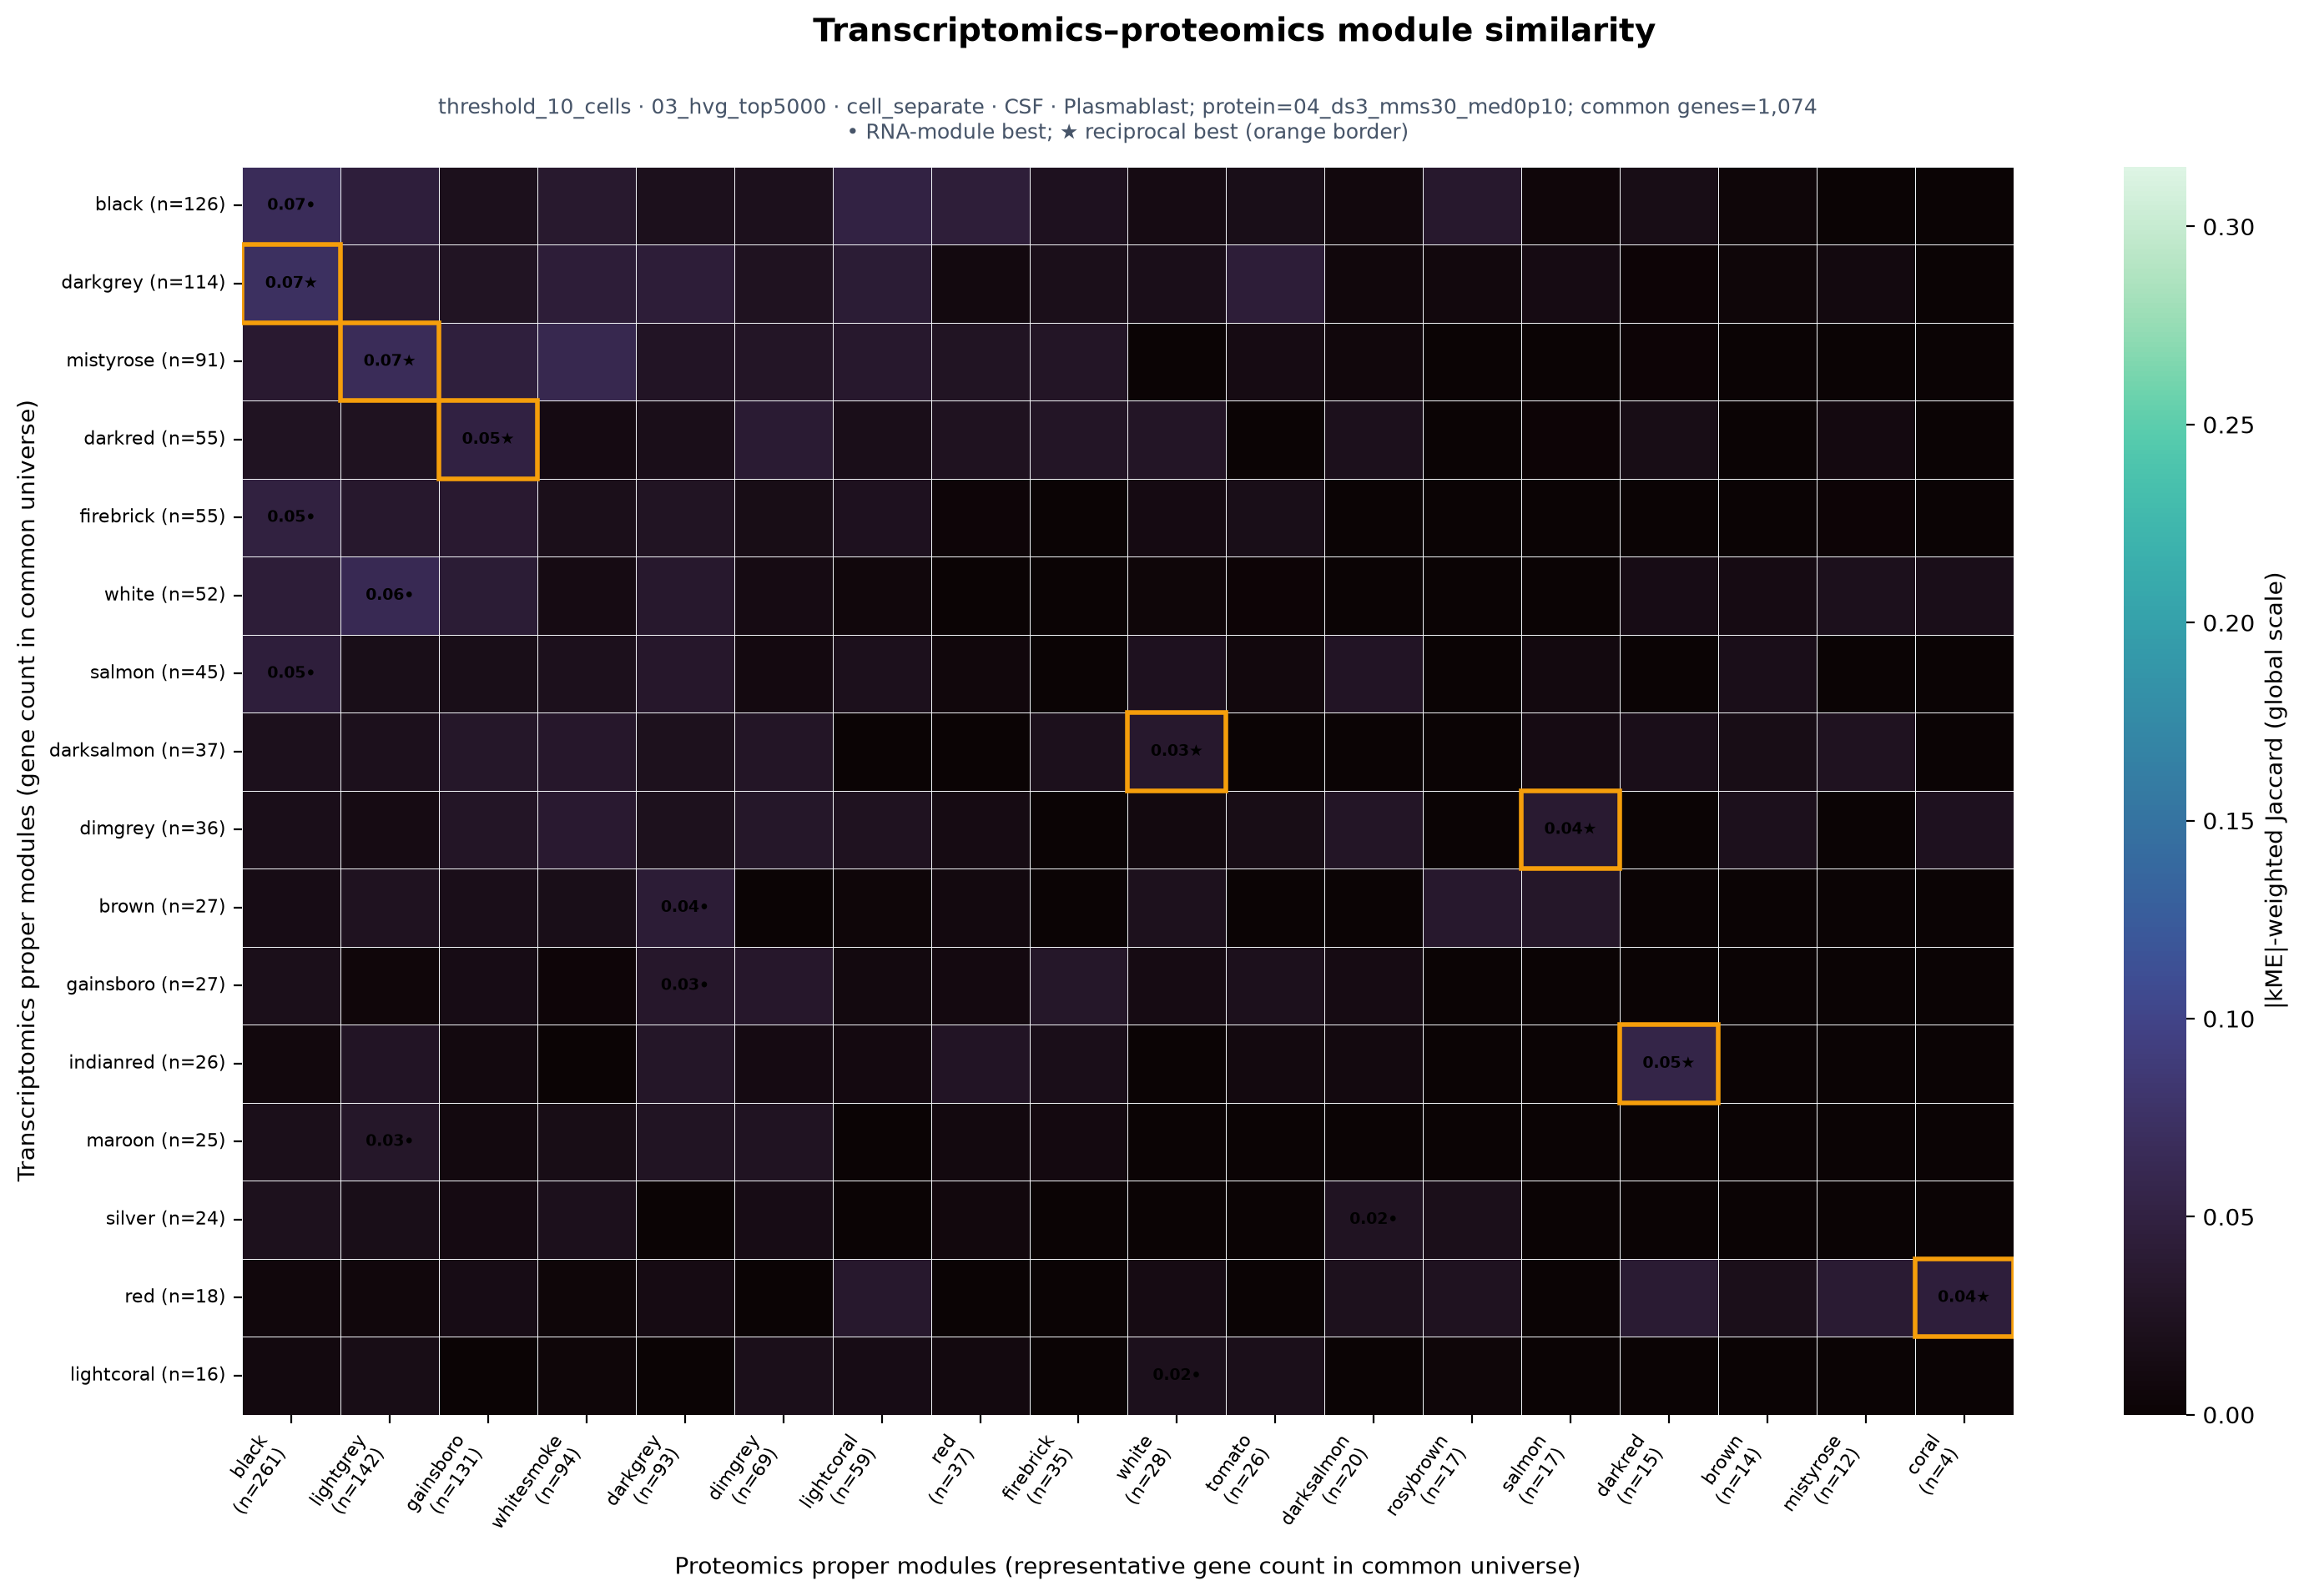 Transcriptomics–proteomics module similarity
threshold_10_cells · 03_hvg_top5000 · cell_separate · CSF · Plasmablast; protein=04_ds3_mms30_med0p10; common genes=1,074
• RNA-module best; ★ reciprocal best (orange border)
Transcriptomics proper modules (gene count in common universe)
black (n=126)
0.07•
darkgrey (n=114)
0.07★
mistyrose (n=91)
0.07★
darkred (n=55)
0.05★
firebrick (n=55)
0.05•
white (n=52)
0.06•
salmon (n=45)
0.05•
darksalmon (n=37)
0.03★
dimgrey (n=36)
0.04★
brown (n=27)
0.04•
gainsboro (n=27)
0.03•
indianred (n=26)
0.05★
maroon (n=25)
0.03•
silver (n=24)
0.02•
red (n=18)
0.04★
lightcoral (n=16)
0.02•
black
(n=261)
lightgrey
(n=142)
gainsboro
(n=131)
whitesmoke
(n=94)
darkgrey
(n=93)
dimgrey
(n=69)
lightcoral
(n=59)
red
(n=37)
firebrick
(n=35)
white
(n=28)
tomato
(n=26)
darksalmon
(n=20)
rosybrown
(n=17)
salmon
(n=17)
darkred
(n=15)
brown
(n=14)
mistyrose
(n=12)
coral
(n=4)
Proteomics proper modules (representative gene count in common universe)
0.30
0.25
0.20
0.15
0.10
0.05
0.00
|kME|-weighted Jaccard (global scale)